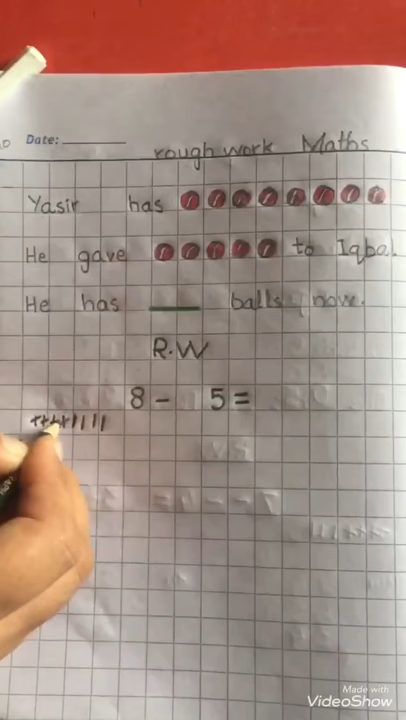 Date:
rough work Maths
Yasir has
He gave to Iqbal.
He has ___ balls now.
R.W
8 - 5 =
Made with
VideoShow